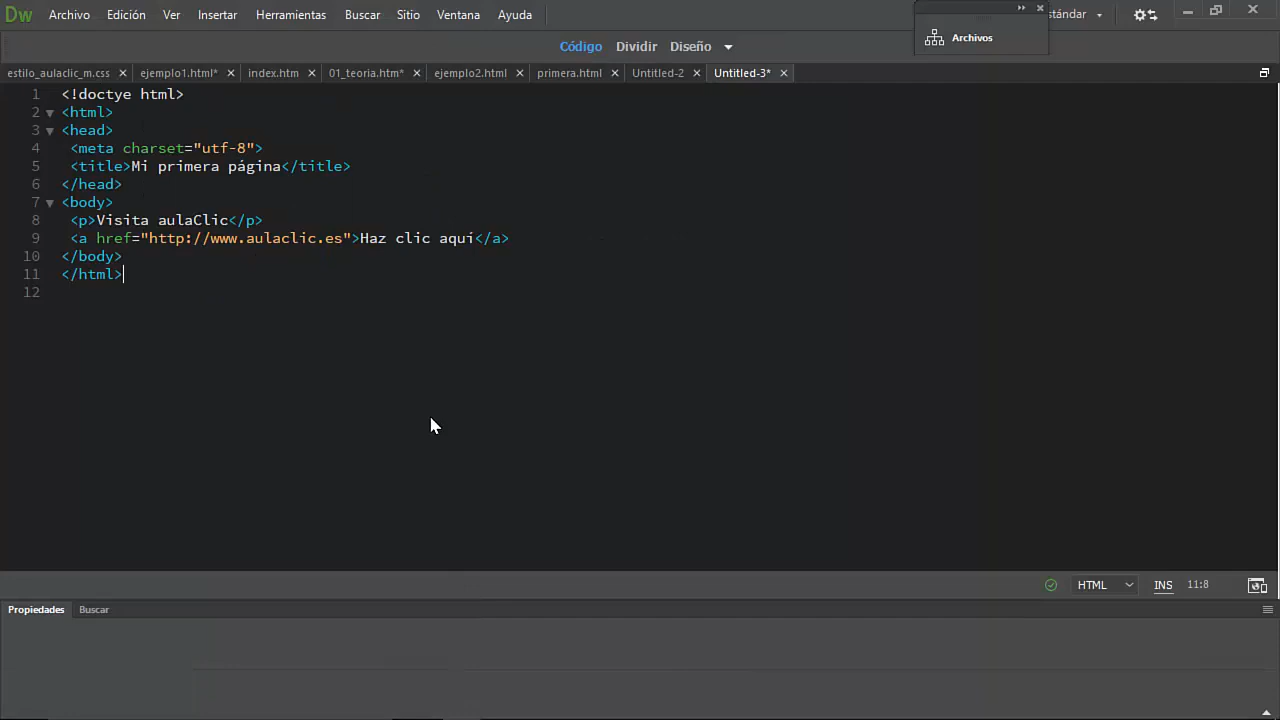 Dw Archivo Edición Ver Insertar Herramientas Buscar Sitio Ventana Ayuda stándar
Archivos
Código Dividir Diseño
estilo_aulaclic_m.css ejemplo1.html* index.htm 01_teoria.htm* ejemplo2.html primera.html Untitled-2 Untitled-3*
1 <!doctye html>
2 <html>
3 <head>
4 <meta charset="utf-8">
5 <title>Mi primera página</title>
6 </head>
7 <body>
8 <p>Visita aulaClic</p>
9 <a href="http://www.aulaclic.es">Haz clic aquí</a>
10 </body>
11 </html>
12
HTML INS 11:8
Propiedades Buscar